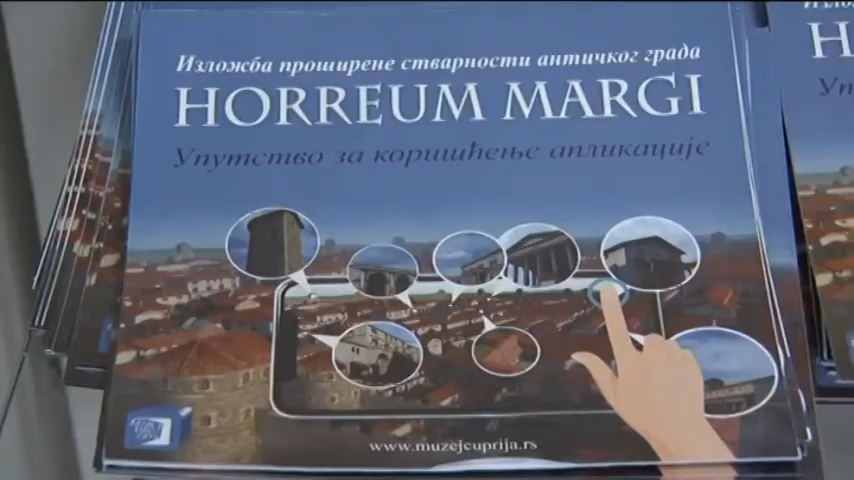 Изложба проширене стварности античког града
HORREUM MARGI
Упутство за коришћење апликације
www.muzejcuprija.rs